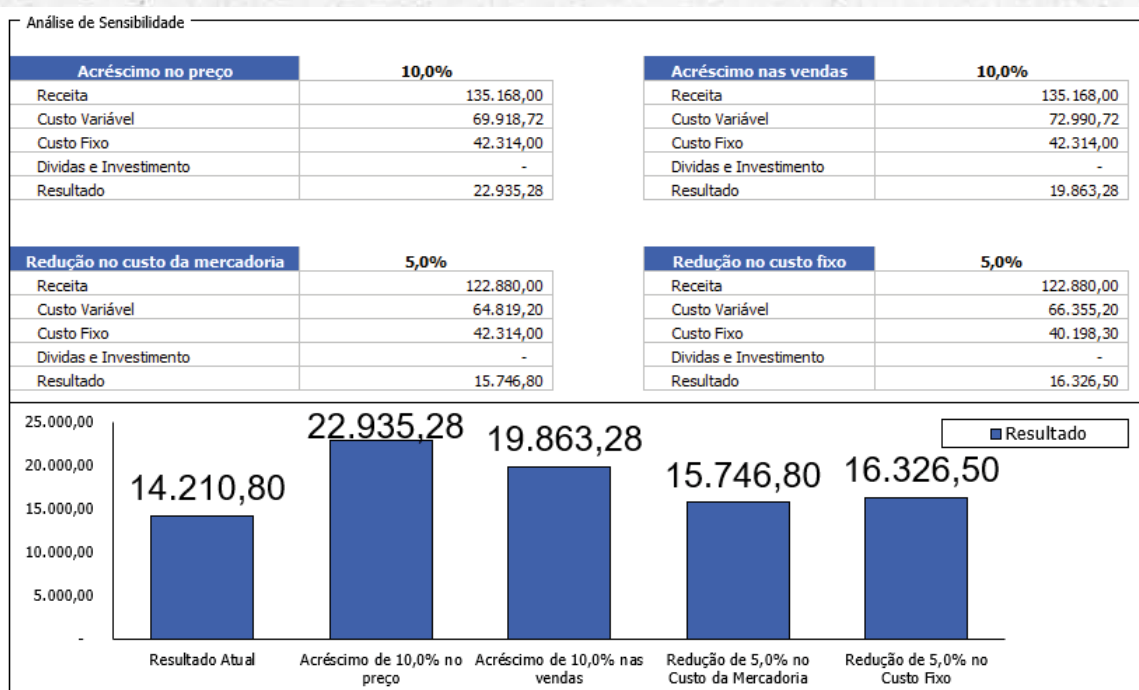 Análise de Sensibilidade
Acréscimo no preço 10,0%
Receita 135.168,00
Custo Variável 69.918,72
Custo Fixo 42.314,00
Dividas e Investimento -
Resultado 22.935,28
Acréscimo nas vendas 10,0%
Receita 135.168,00
Custo Variável 72.990,72
Custo Fixo 42.314,00
Dividas e Investimento -
Resultado 19.863,28
Redução no custo da mercadoria 5,0%
Receita 122.880,00
Custo Variável 64.819,20
Custo Fixo 42.314,00
Dividas e Investimento -
Resultado 15.746,80
Redução no custo fixo 5,0%
Receita 122.880,00
Custo Variável 66.355,20
Custo Fixo 40.198,30
Dividas e Investimento -
Resultado 16.326,50
25.000,00
20.000,00
15.000,00
10.000,00
5.000,00
-
14.210,80
22.935,28
19.863,28
15.746,80
16.326,50
Resultado
Resultado Atual
Acréscimo de 10,0% no
preço
Acréscimo de 10,0% nas
vendas
Redução de 5,0% no
Custo da Mercadoria
Redução de 5,0% no
Custo Fixo